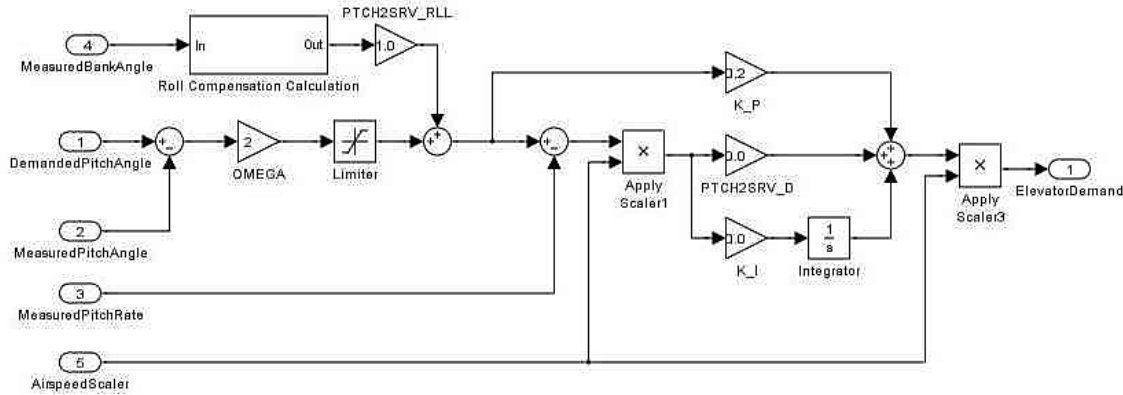 PTCH2SRV_RLL
4
In
Out
1.0
MeasuredBankAngle
Roll Compensation Calculation
0.2
K_P
1
+
-
2
+
+
+
-
×
0.0
+
+
+
×
1
DemandedPitchAngle
OMEGA
Limiter
Apply
Scaler1
PTCH2SRV_D
Apply
Scaler3
ElevatorDemand
2
MeasuredPitchAngle
0.0
1
s
K_I
Integrator
3
MeasuredPitchRate
5
AirspeedScaler